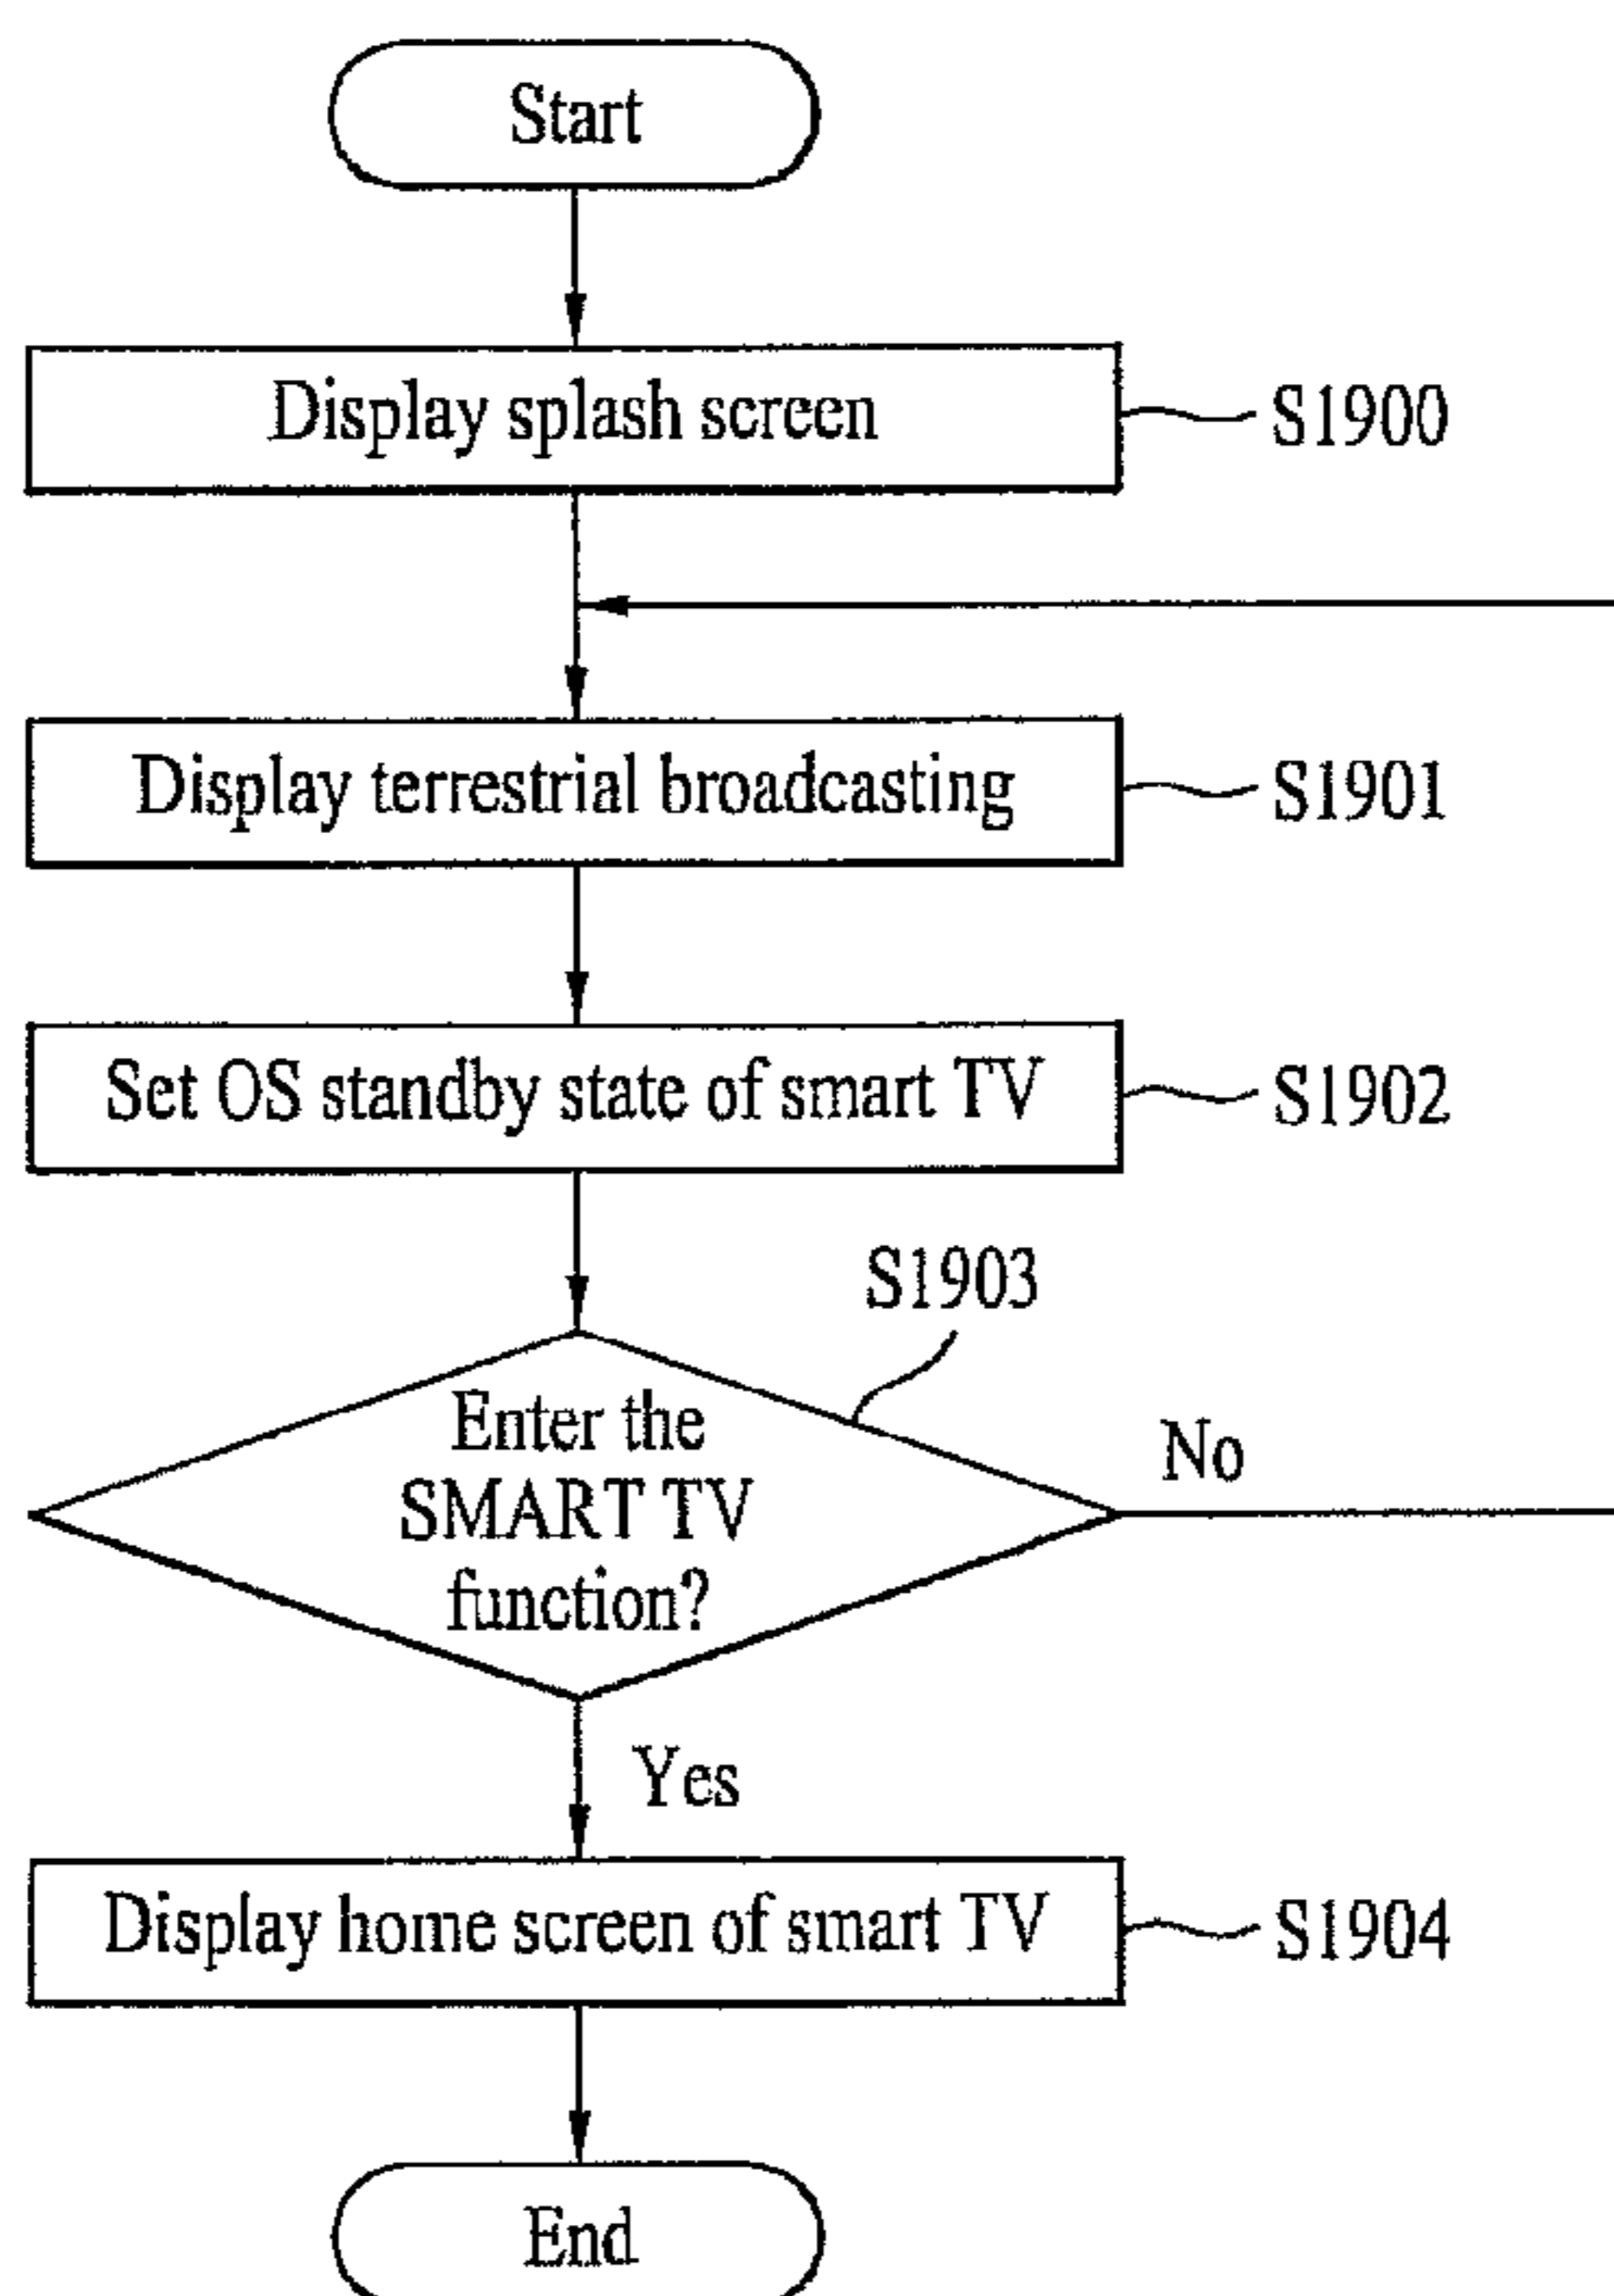 Start
Display splash screen
S1900
Display terrestrial broadcasting
S1901
Set OS standby state of smart TV
S1902
S1903
Enter the
SMART TV
function?
No
Yes
Display home screen of smart TV
S1904
End